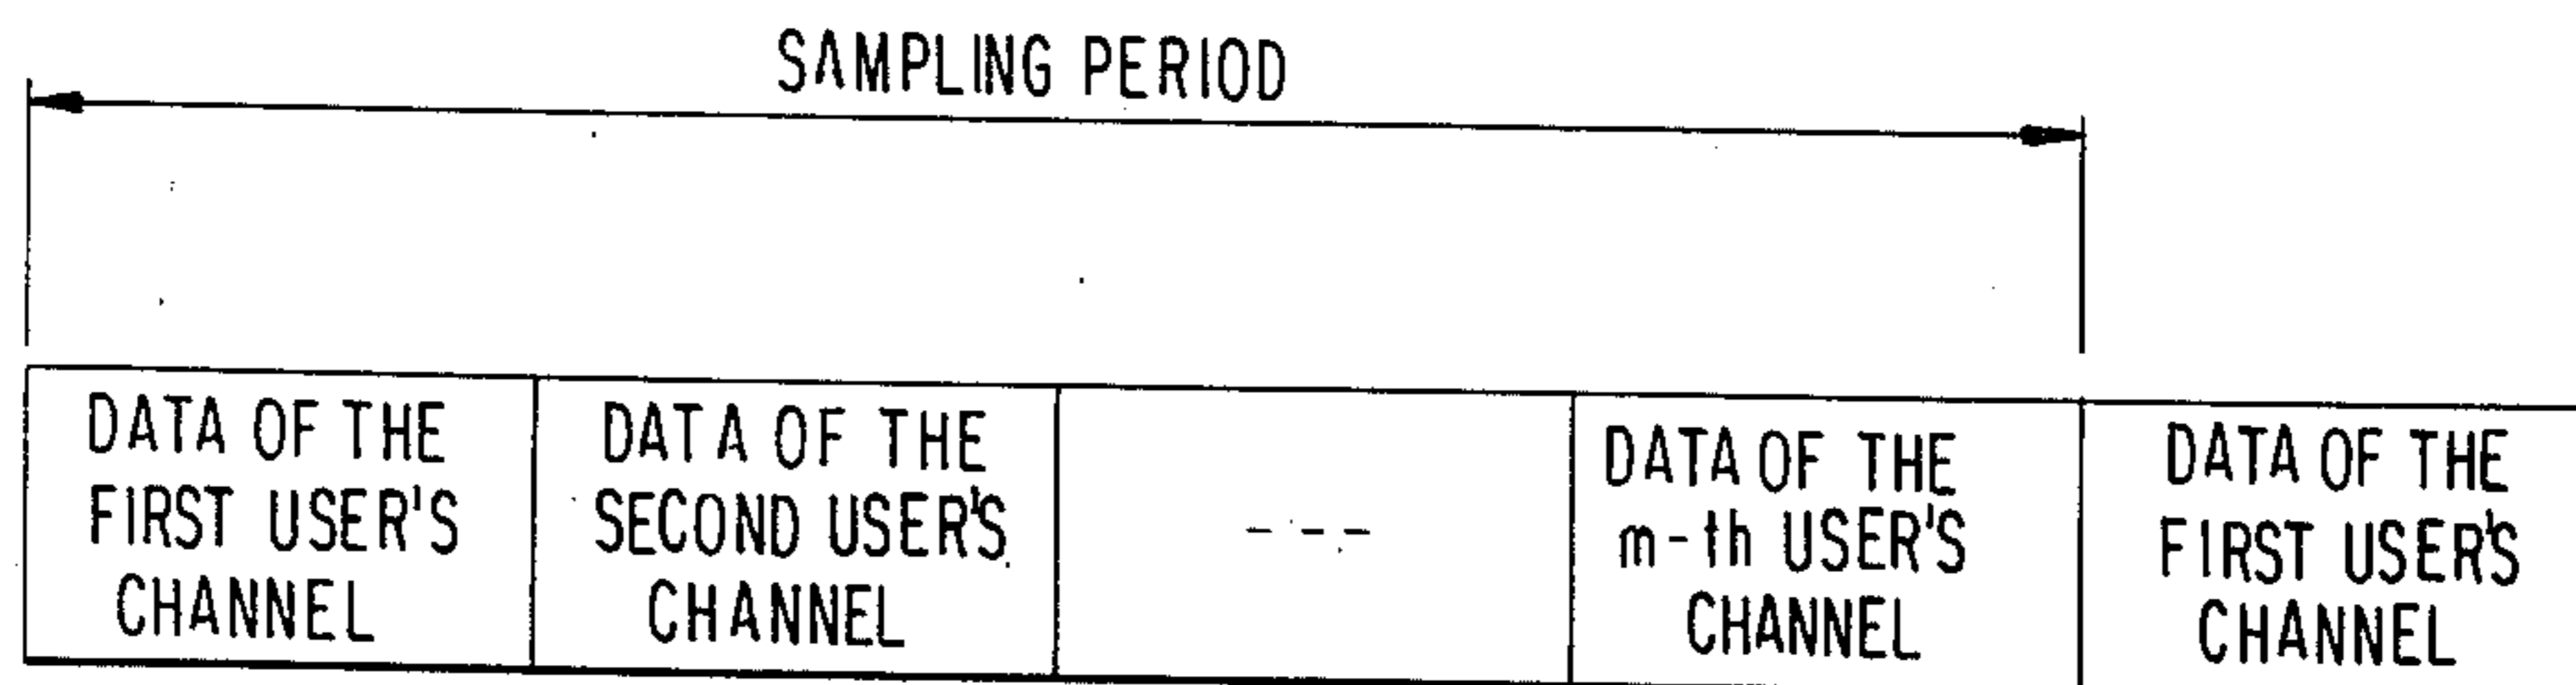 SAMPLING PERIOD
DATA OF THE
FIRST USER'S
CHANNEL
DATA OF THE
SECOND USER'S
CHANNEL
- - -
DATA OF THE
m-th USER'S
CHANNEL
DATA OF THE
FIRST USER'S
CHANNEL